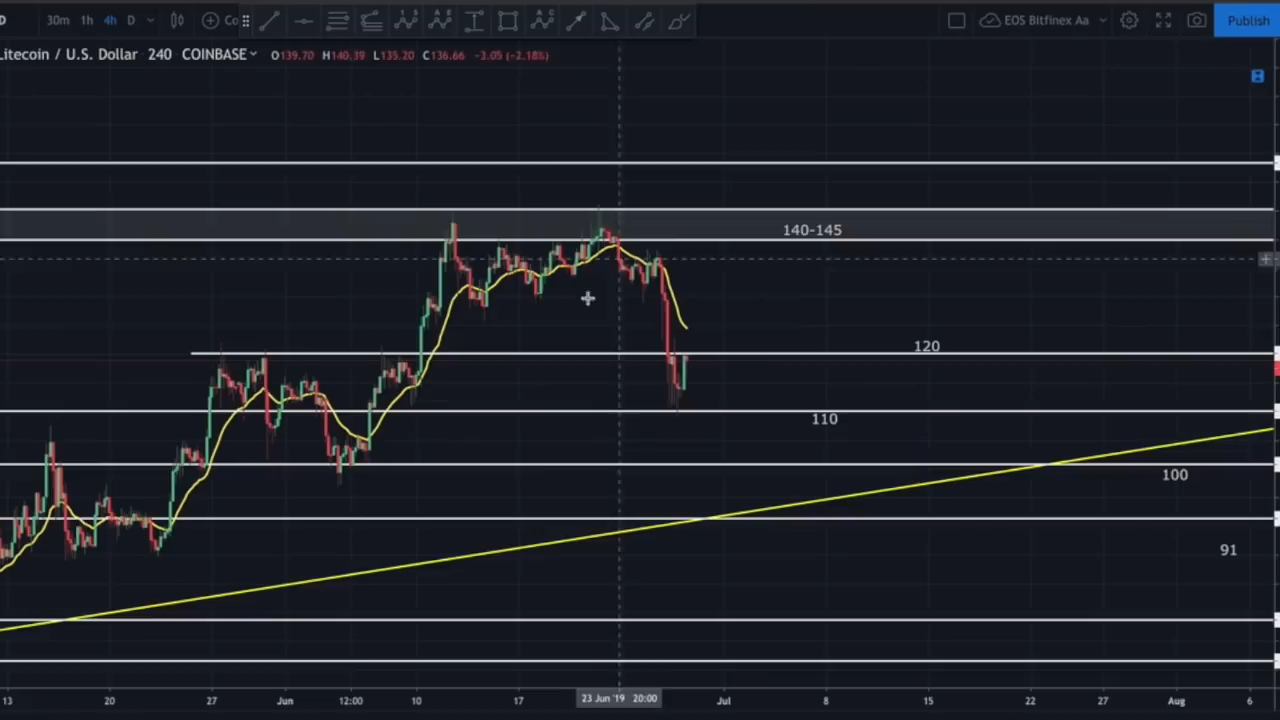 D 30m 1h 4h D Co EOS Bitfinex Aa Publish
Litecoin / U.S. Dollar 240 COINBASE O139.70 H140.39 L135.20 C136.66 −3.05 (−2.18%)
140-145
120
110
100
91
13 20 27 Jun 12:00 10 17 23 Jun '19 20:00 Jul 8 15 22 27 Aug 6